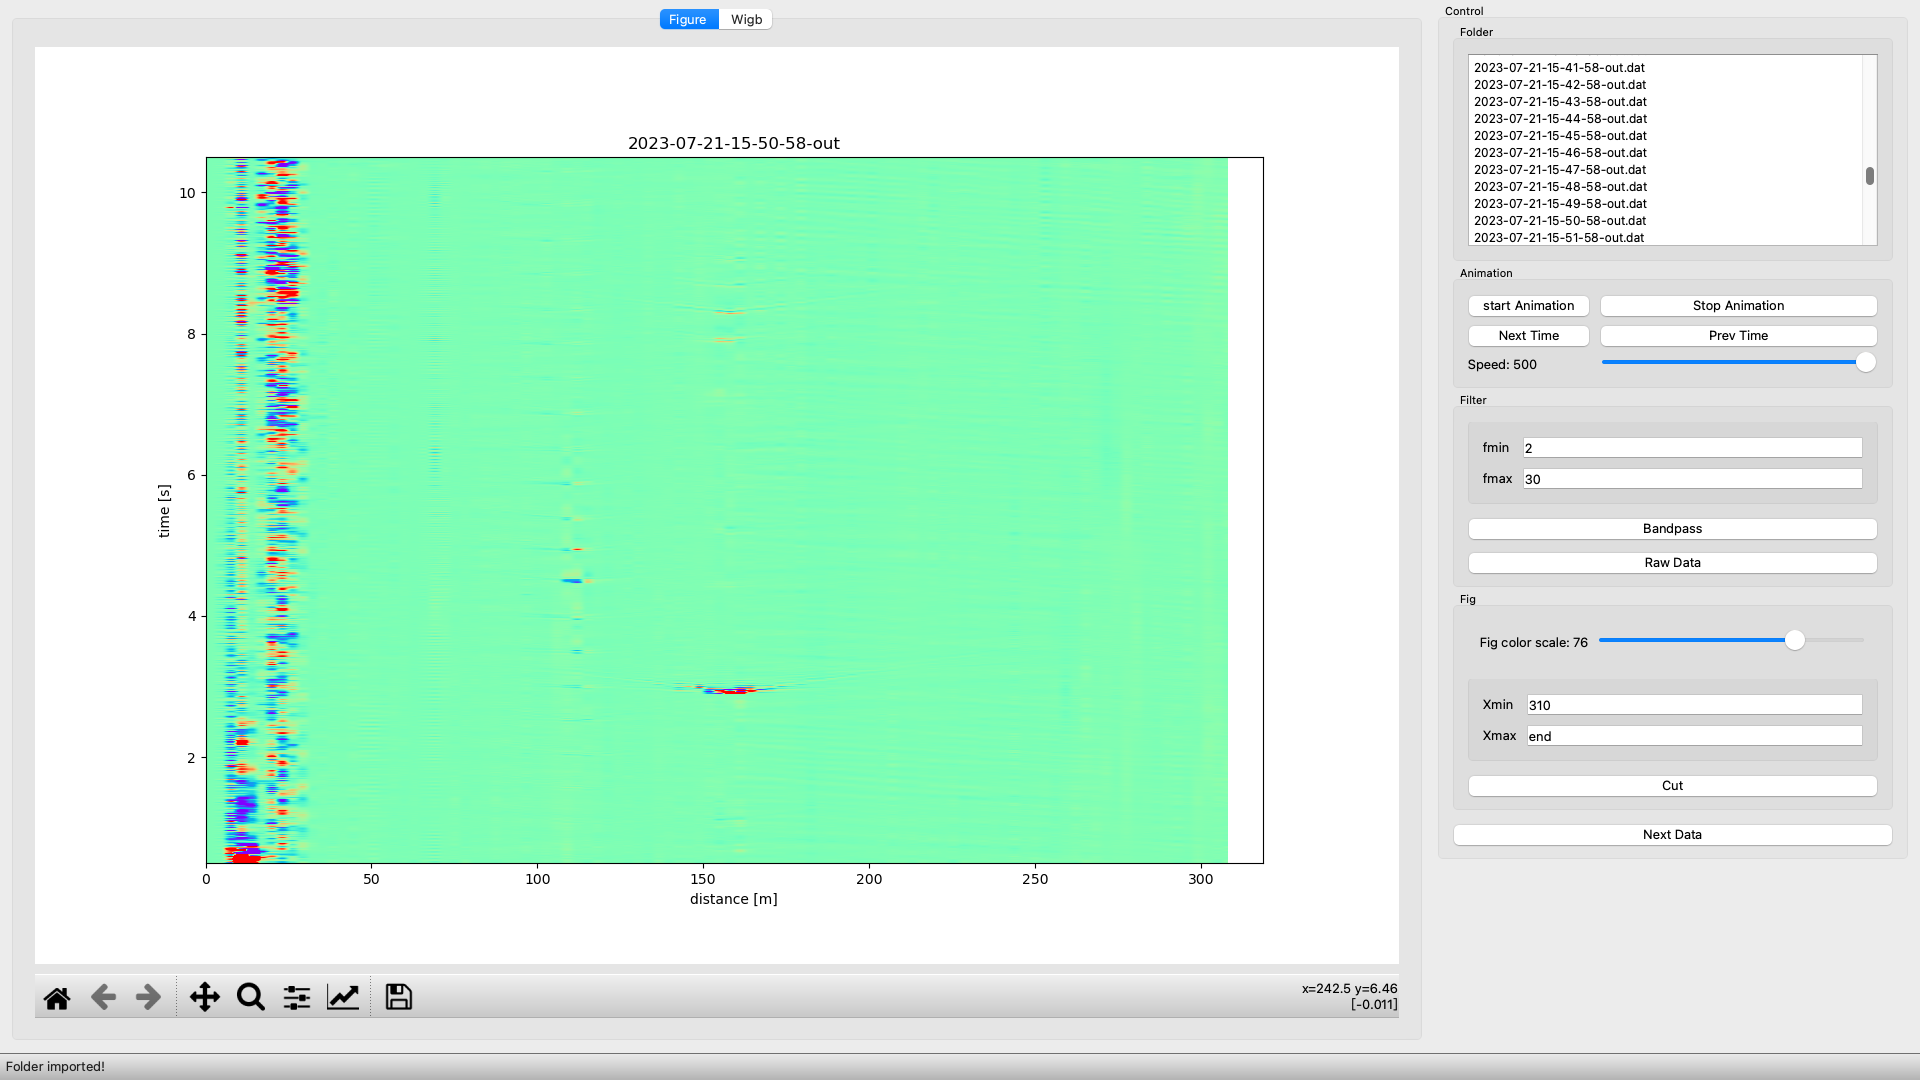 Figure
Wigb
2023-07-21-15-50-58-out
10
8
6
4
2
time [s]
0
50
100
150
200
250
300
distance [m]
x=242.5 y=6.46
[-0.011]
Folder imported!
Control
Folder
2023-07-21-15-41-58-out.dat
2023-07-21-15-42-58-out.dat
2023-07-21-15-43-58-out.dat
2023-07-21-15-44-58-out.dat
2023-07-21-15-45-58-out.dat
2023-07-21-15-46-58-out.dat
2023-07-21-15-47-58-out.dat
2023-07-21-15-48-58-out.dat
2023-07-21-15-49-58-out.dat
2023-07-21-15-50-58-out.dat
2023-07-21-15-51-58-out.dat
Animation
start Animation
Stop Animation
Next Time
Prev Time
Speed: 500
Filter
fmin
2
fmax
30
Bandpass
Raw Data
Fig
Fig color scale: 76
Xmin
310
Xmax
end
Cut
Next Data